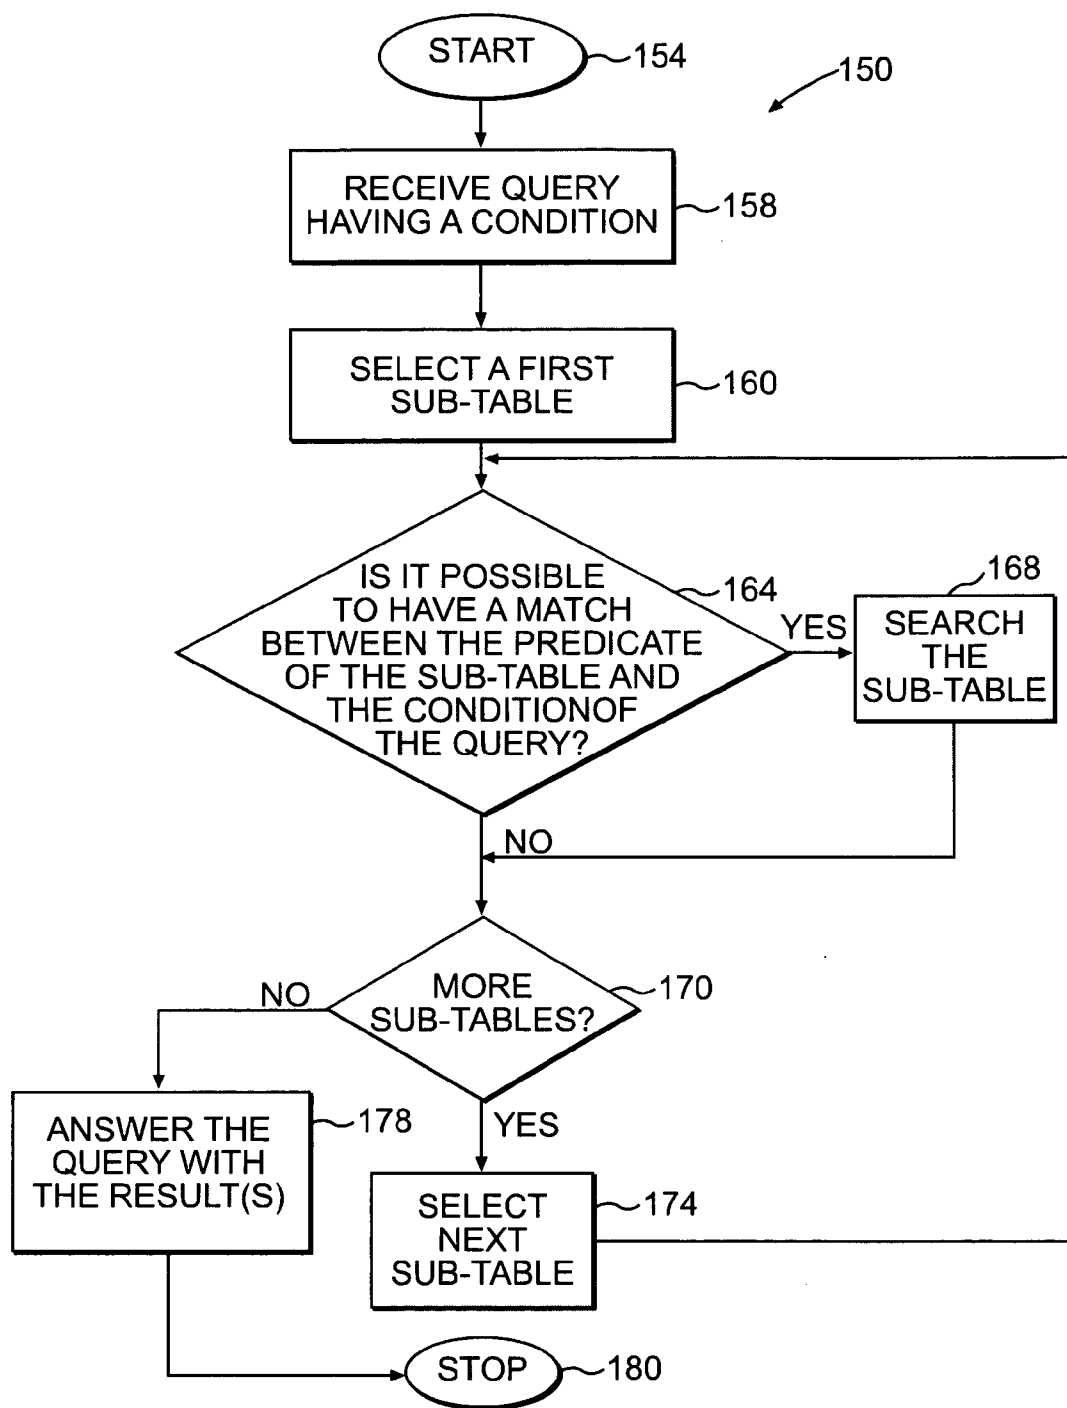 START
154
150
RECEIVE QUERY
HAVING A CONDITION
158
SELECT A FIRST
SUB-TABLE
160
IS IT POSSIBLE
TO HAVE A MATCH
BETWEEN THE PREDICATE
OF THE SUB-TABLE AND
THE CONDITIONOF
THE QUERY?
164
YES
168
SEARCH
THE
SUB-TABLE
NO
MORE
SUB-TABLES?
170
NO
YES
ANSWER THE
QUERY WITH
THE RESULT(S)
178
SELECT
NEXT
SUB-TABLE
174
STOP
180